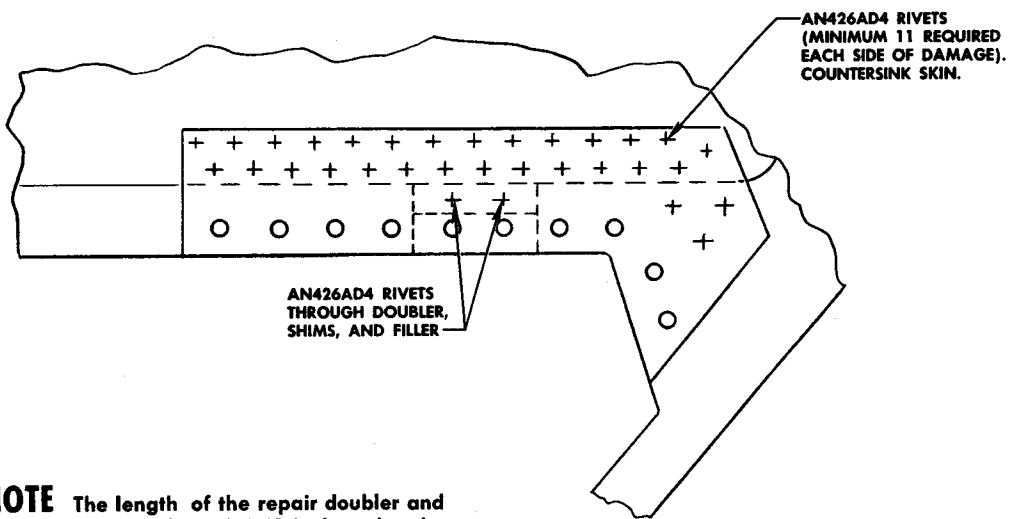 AN426AD4 RIVETS
(MINIMUM 11 REQUIRED
EACH SIDE OF DAMAGE).
COUNTERSINK SKIN.
AN426AD4 RIVETS
THROUGH DOUBLER,
SHIMS, AND FILLER
NOTE The length of the repair doubler and